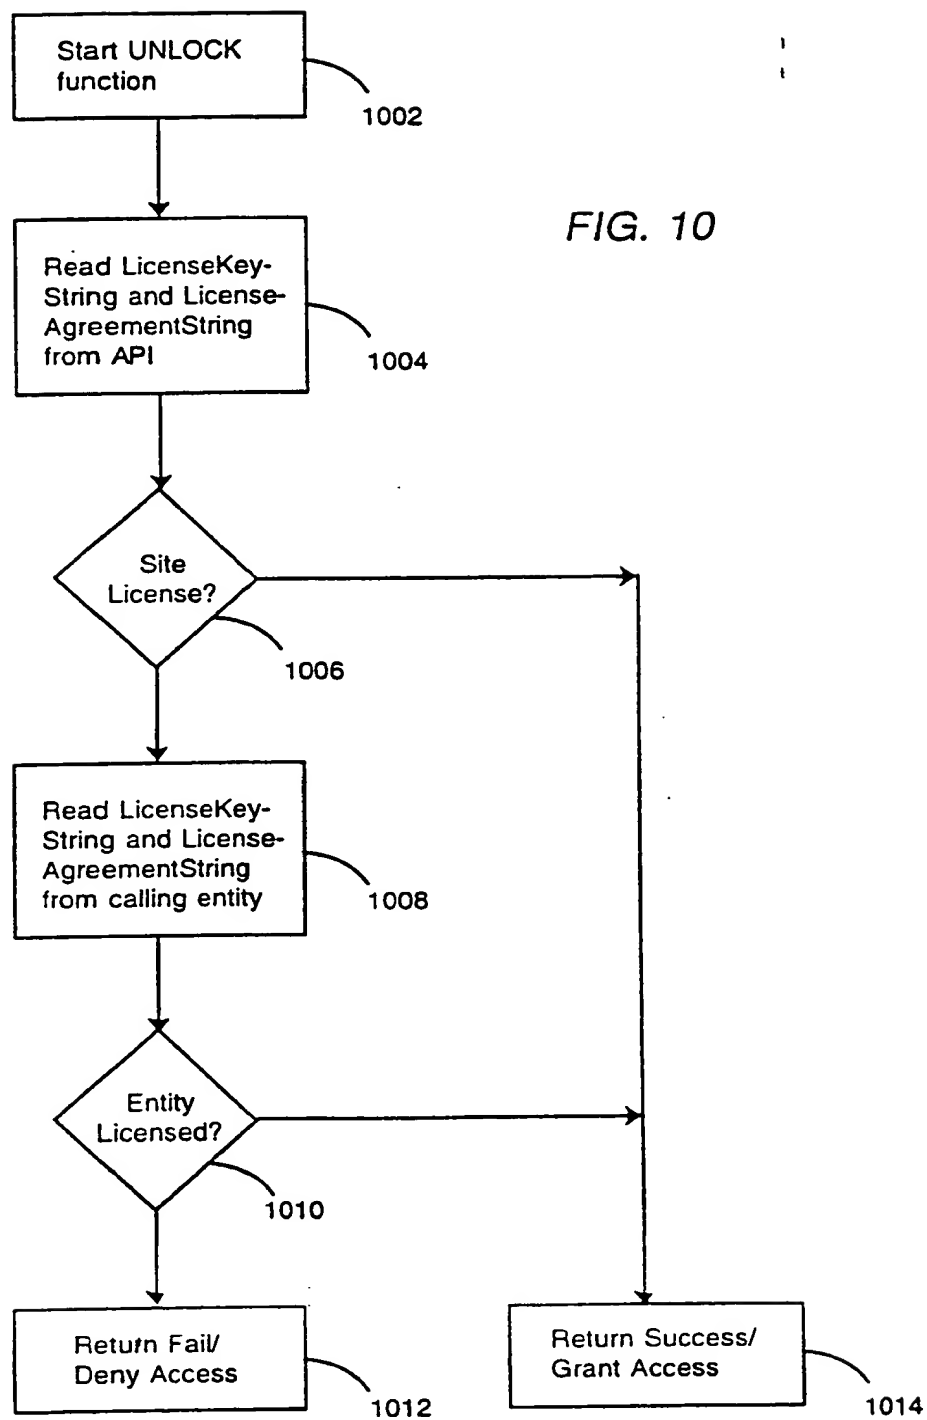 Start UNLOCK
function
1002
FIG. 10
Read LicenseKey-
String and License-
AgreementString
from API
1004
Site
License?
1006
Read LicenseKey-
String and License-
AgreementString
from calling entity
1008
Entity
Licensed?
1010
Return Fail/
Deny Access
1012
Return Success/
Grant Access
1014